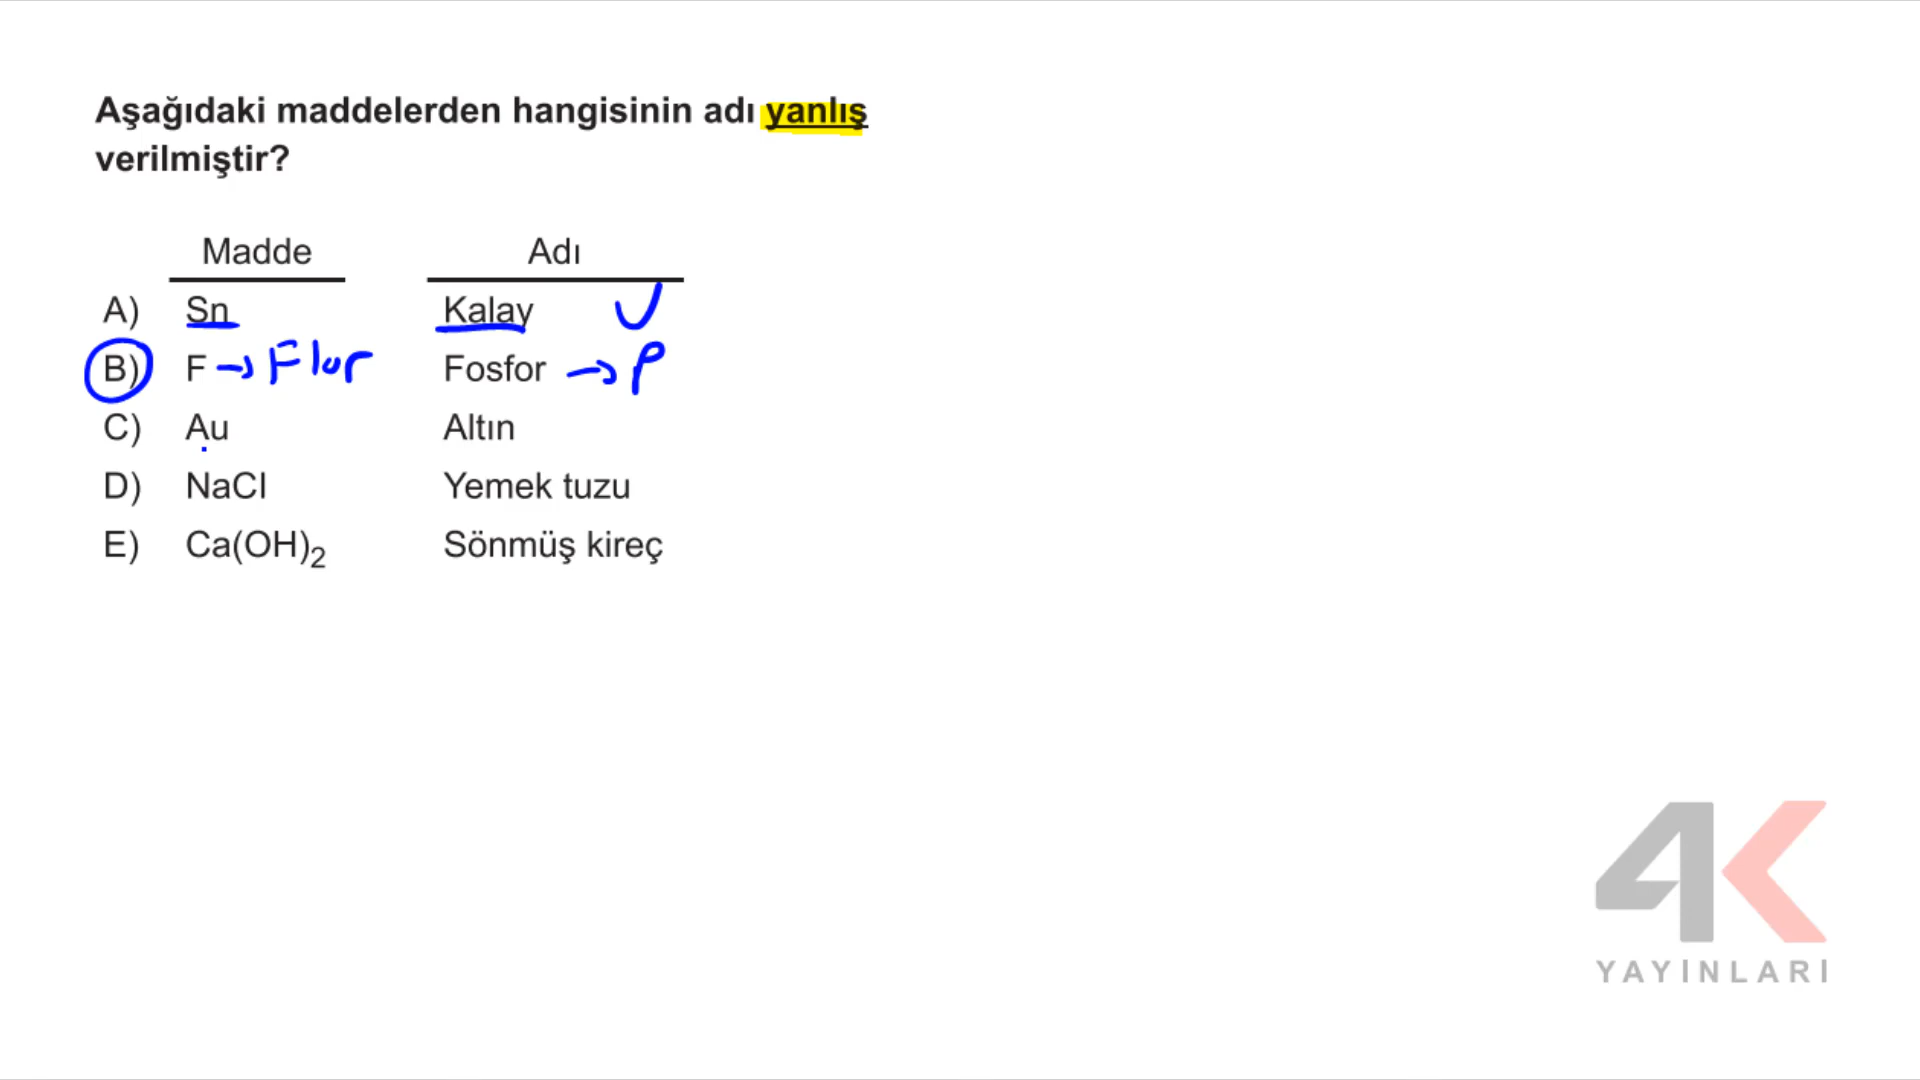 Aşağıdaki maddelerden hangisinin adı yanlış
verilmiştir?
Madde Adı
A) Sn Kalay
B) F → Flor Fosfor → P
C) Au Altın
D) NaCl Yemek tuzu
E) Ca(OH)₂ Sönmüş kireç
4K
YAYINLARI